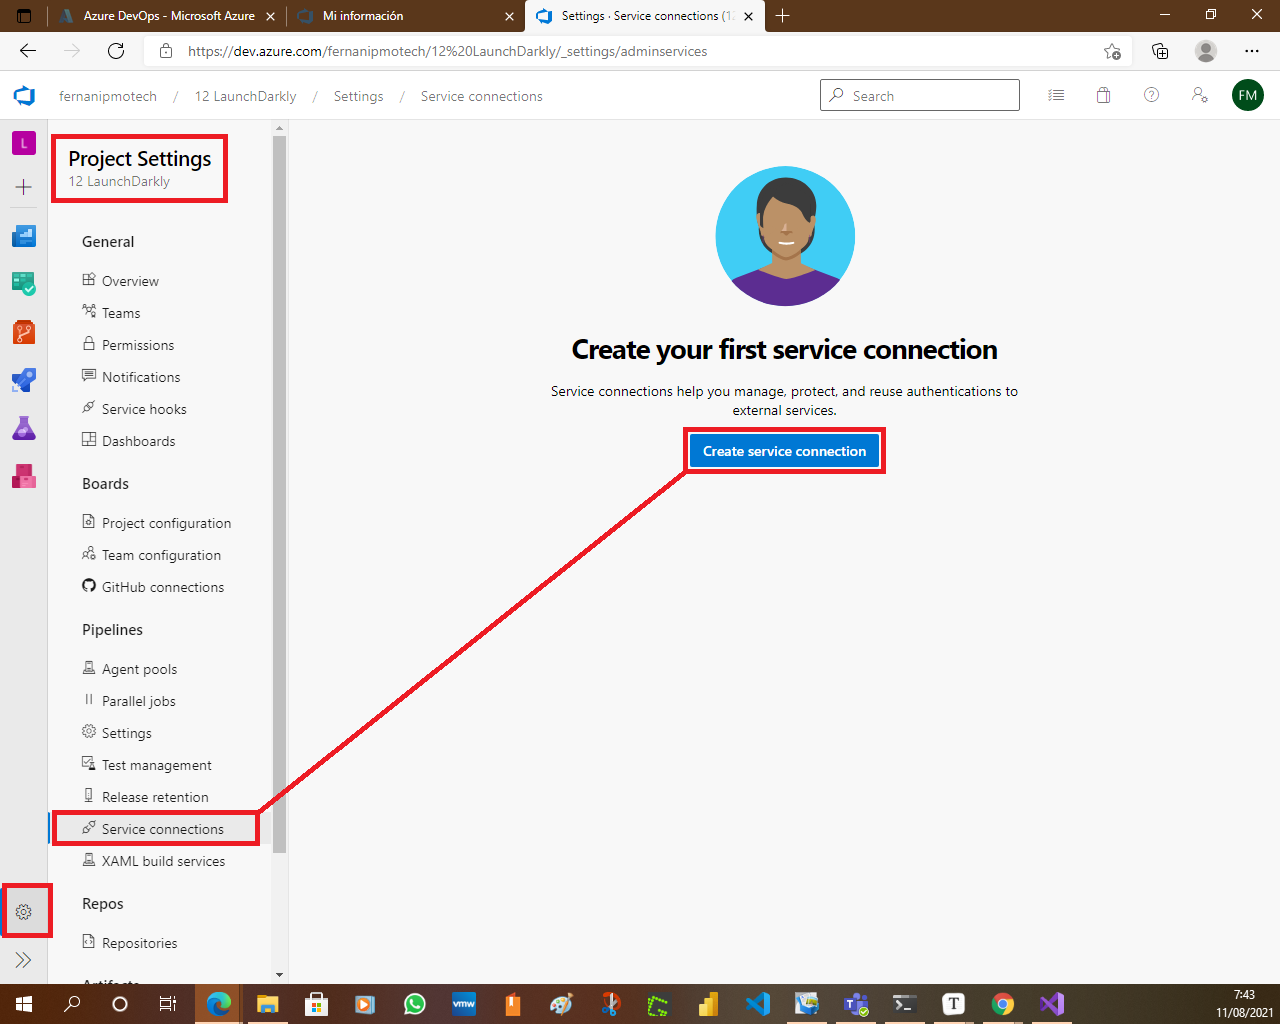 Azure DevOps - Microsoft Azure
Mi información
Settings · Service connections (12
https://dev.azure.com/fernanipmotech/12%20LaunchDarkly/_settings/adminservices
fernanipmotech / 12 LaunchDarkly / Settings / Service connections
Search
FM
L
Project Settings
12 LaunchDarkly
General
Overview
Teams
Permissions
Notifications
Service hooks
Dashboards
Boards
Project configuration
Team configuration
GitHub connections
Pipelines
Agent pools
Parallel jobs
Settings
Test management
Release retention
Service connections
XAML build services
Repos
Repositories
Artifacts
Create your first service connection
Service connections help you manage, protect, and reuse authentications to
external services.
Create service connection
vmw
T
7:43
11/08/2021